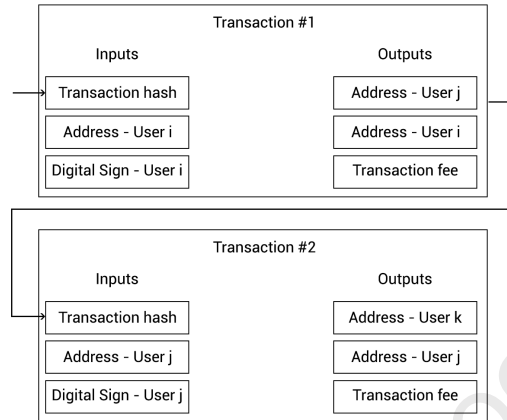 Transaction #1
Inputs Outputs
Transaction hash Address - User j
Address - User i Address - User i
Digital Sign - User i Transaction fee
Transaction #2
Inputs Outputs
Transaction hash Address - User k
Address - User j Address - User j
Digital Sign - User j Transaction fee